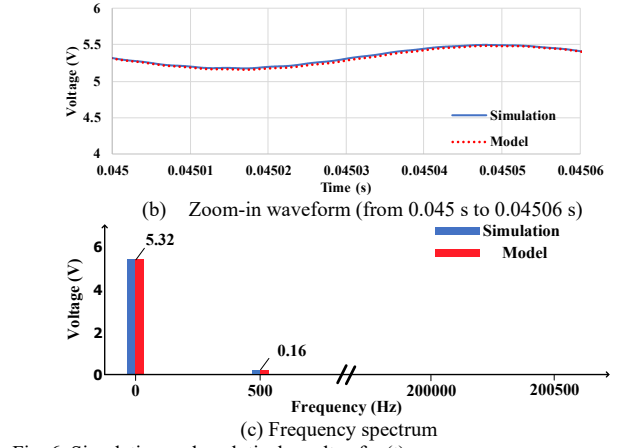 6
5.5
5
4.5
4
Voltage (V)
Simulation
Model
0.045 0.04501 0.04502 0.04503 0.04504 0.04505 0.04506
Time (s)
(b) Zoom-in waveform (from 0.045 s to 0.04506 s)
5.32
Simulation
Model
6
4
2
0
Voltage (V)
0.16
0 500 200000 200500
Frequency (Hz)
(c) Frequency spectrum